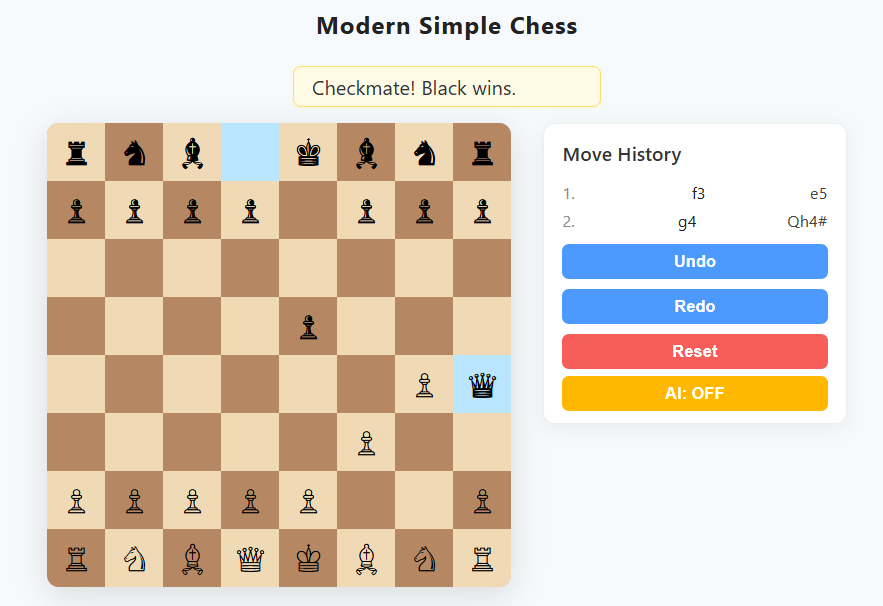 Modern Simple Chess
Checkmate! Black wins.
Move History
1. f3 e5
2. g4 Qh4#
Undo
Redo
Reset
AI: OFF